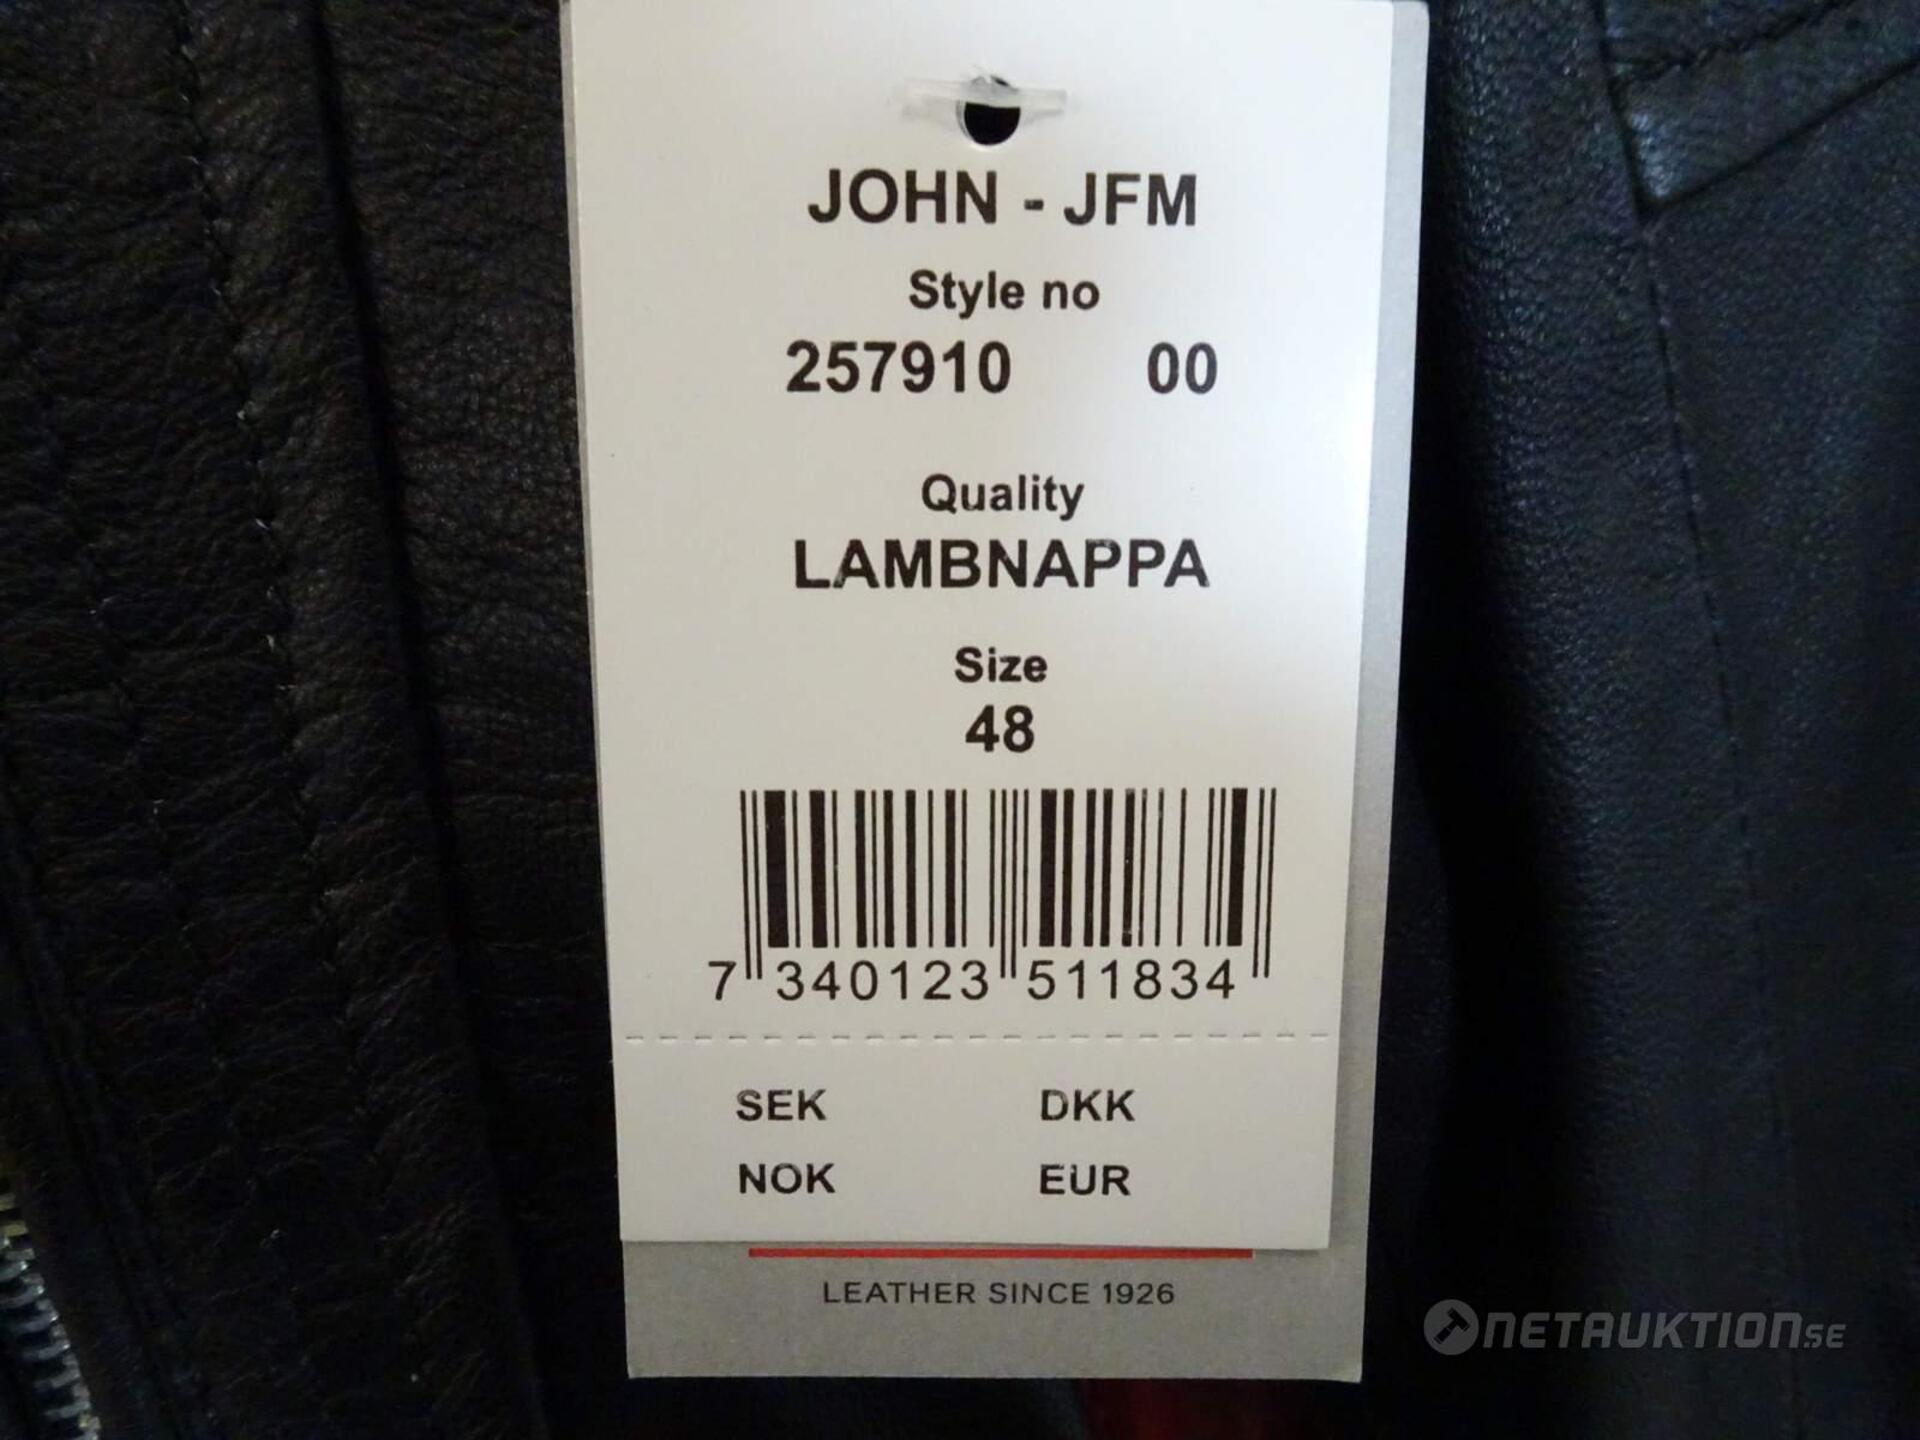 JOHN - JFM
Style no
257910 00
Quality
LAMBNAPPA
Size
48
7 340123 511834
SEK DKK
NOK EUR
LEATHER SINCE 1926
NETAUKTION.SE